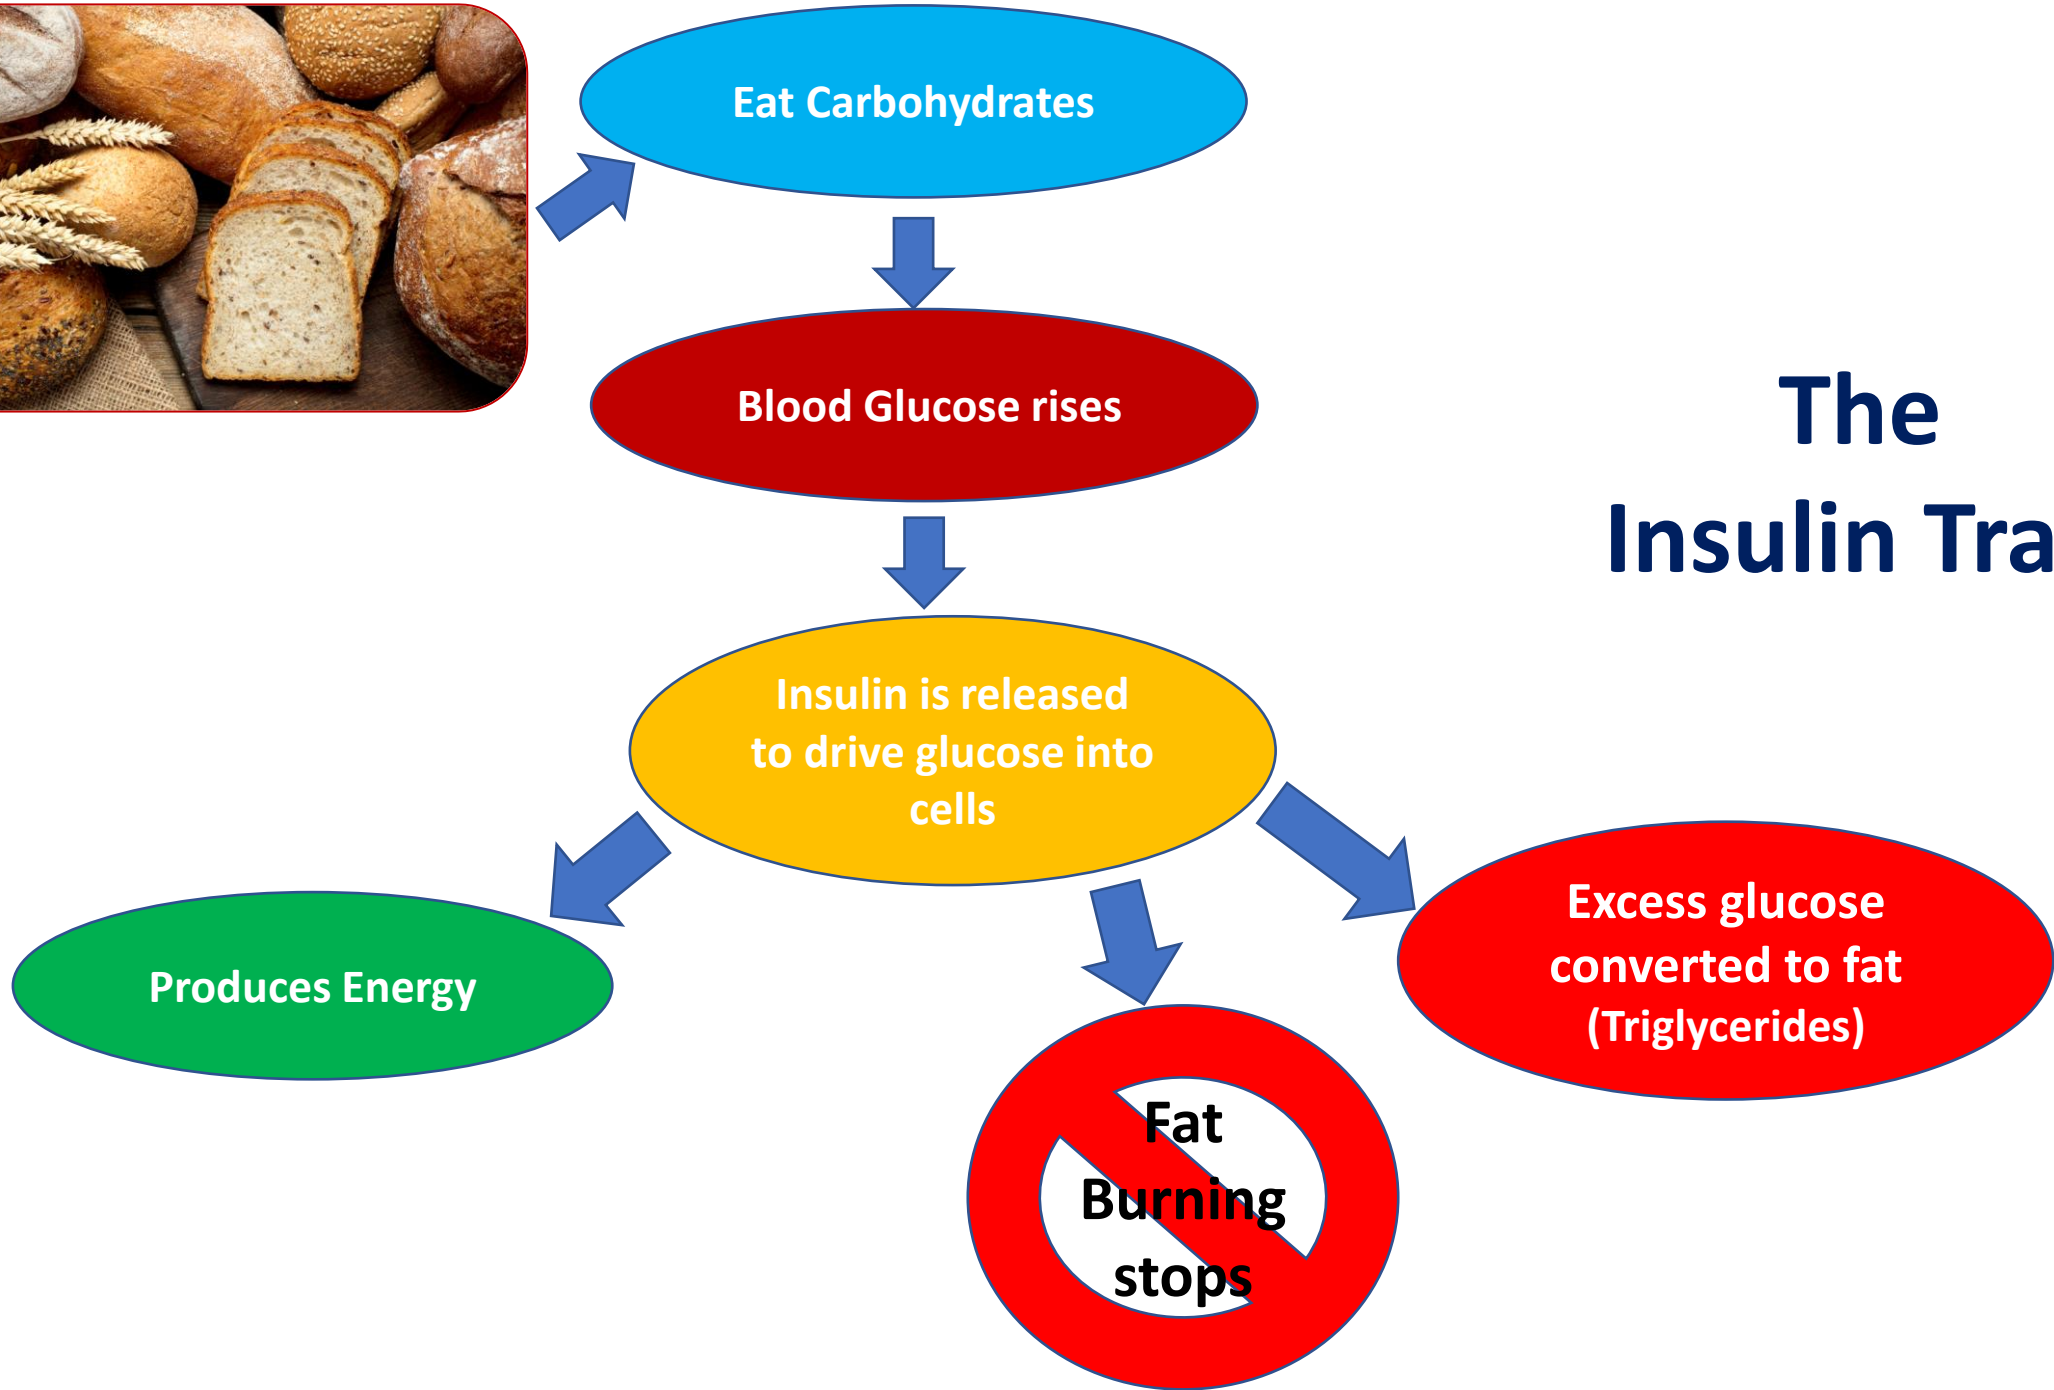 Eat Carbohydrates
Blood Glucose rises
The
Insulin Tra
Insulin is released
to drive glucose into
cells
Produces Energy
Excess glucose
converted to fat
(Triglycerides)
Fat
Burning
stops